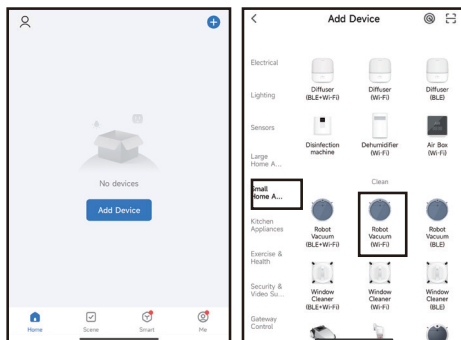 No devices
Add Device
Home
Scene
Smart
Me
Add Device
Electrical
Lighting
Sensors
Large
Home A...
Small
Home A...
Kitchen
Appliances
Exercise &
Health
Security &
Video Su...
Gateway
Control
Diffuser
(BLE+Wi-Fi)
Diffuser
(Wi-Fi)
Diffuser
(BLE)
Disinfection
machine
Dehumidifier
(Wi-Fi)
Air Box
(Wi-Fi)
Clean
Robot
Vacuum
(BLE+Wi-Fi)
Robot
Vacuum
(Wi-Fi)
Robot
Vacuum
(BLE)
Window
Cleaner
(BLE+Wi-Fi)
Window
Cleaner
(Wi-Fi)
Window
Cleaner
(BLE)